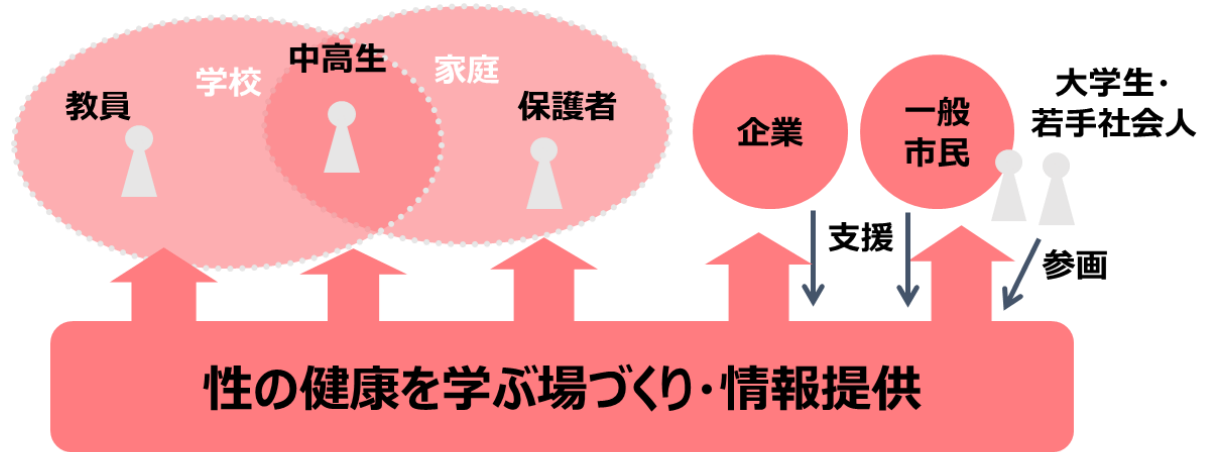 学校
中高生
家庭
教員
保護者
企業
一般
市民
大学生・
若手社会人
支援
参画
性の健康を学ぶ場づくり・情報提供